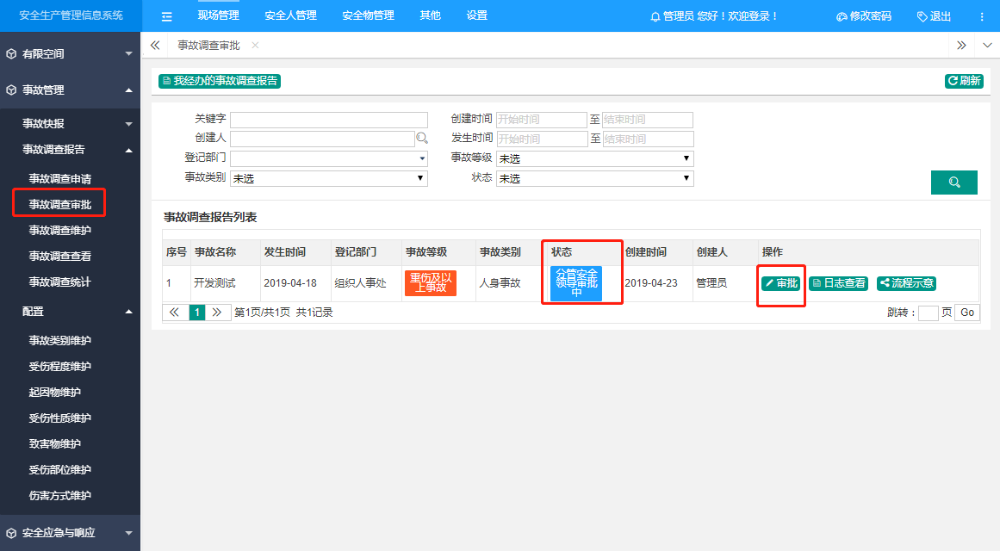 安全生产管理信息系统
现场管理
安全人管理
安全物管理
其他
设置
管理员 您好！欢迎登录！
修改密码
退出
有限空间
事故管理
事故快报
事故调查报告
事故调查申请
事故调查审批
事故调查维护
事故调查查看
事故调查统计
配置
事故类别维护
受伤程度维护
起因物维护
受伤性质维护
致害物维护
受伤部位维护
伤害方式维护
安全应急与响应
事故调查审批
我经办的事故调查报告
刷新
关键字
创建时间 开始时间 至 结束时间
创建人
发生时间 开始时间 至 结束时间
登记部门
事故等级 未选
事故类别 未选
状态 未选
事故调查报告列表
序号 事故名称 发生时间 登记部门 事故等级 事故类别 状态 创建时间 创建人 操作
1 开发测试 2019-04-18 组织人事处
重伤及以
上事故
人身事故
分管安全
领导审批
中
2019-04-23 管理员 审批 日志查看 流程示意
1 第1页/共1页 共1记录
跳转： 页 Go